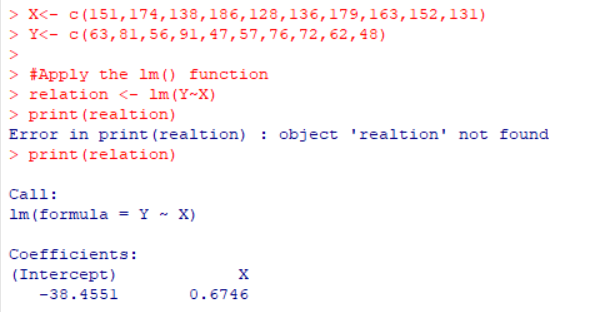 > X<- c(151,174,138,186,128,136,179,163,152,131)
> Y<- c(63,81,56,91,47,57,76,72,62,48)
>
> #Apply the lm() function
> relation <- lm(Y~X)
> print(realtion)
Error in print(realtion) : object 'realtion' not found
> print(relation)

Call:
lm(formula = Y ~ X)

Coefficients:
(Intercept)            X
   -38.4551       0.6746